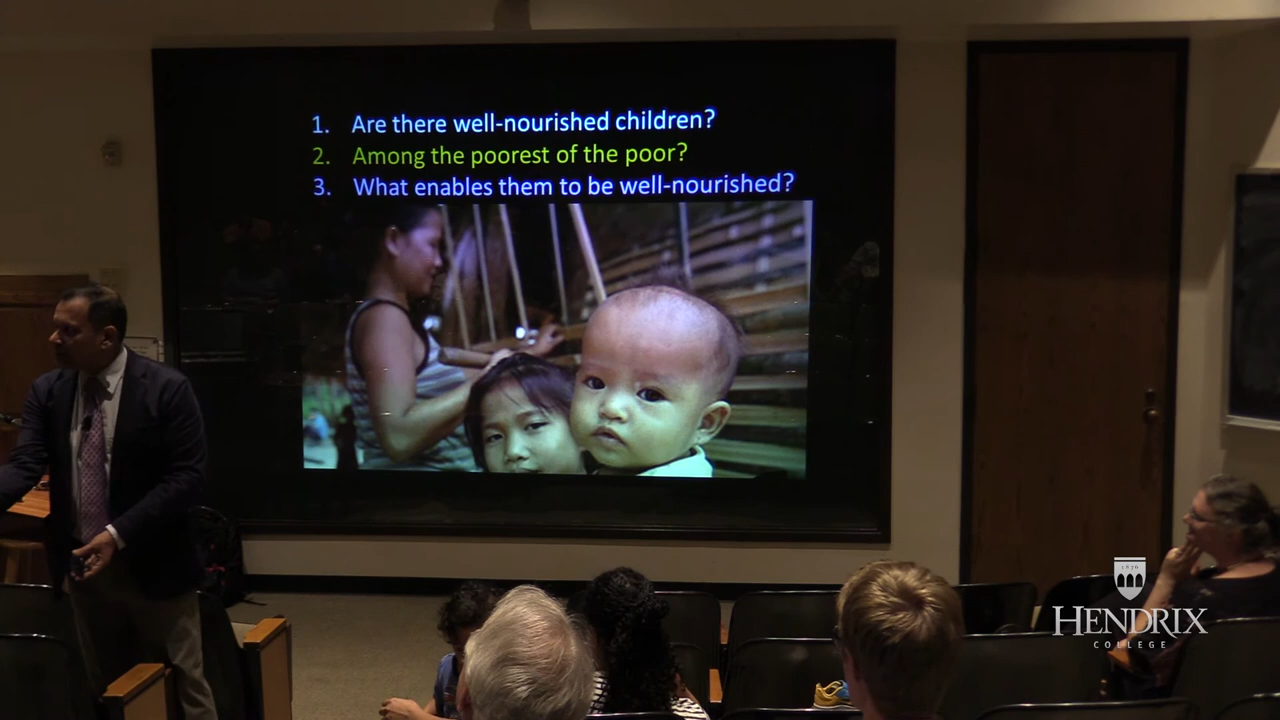 1. Are there well-nourished children?
2. Among the poorest of the poor?
3. What enables them to be well-nourished?
1876
HENDRIX
COLLEGE